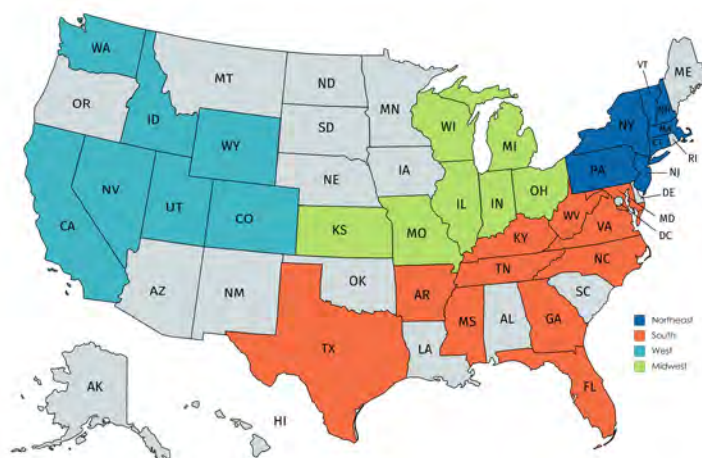 WA
MT
ND
MN
VT
ME
OR
ID
SD
WI
NY
NH
MA
CT
RI
WY
MI
IA
NE
PA
NJ
NV
UT
CO
IL
IN
OH
DE
CA
KS
MO
WV
VA
MD
DC
KY
AZ
NM
OK
AR
TN
NC
SC
TX
LA
MS
AL
GA
FL
AK
HI
Northeast
South
West
Midwest